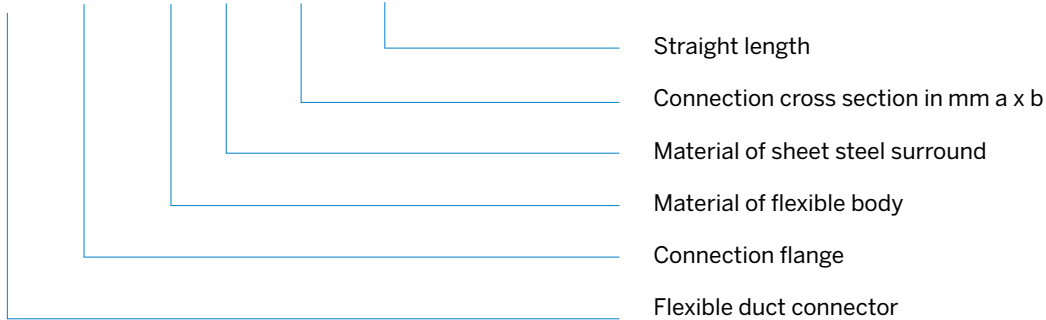 Straight length
Connection cross section in mm a x b
Material of sheet steel surround
Material of flexible body
Connection flange
Flexible duct connector